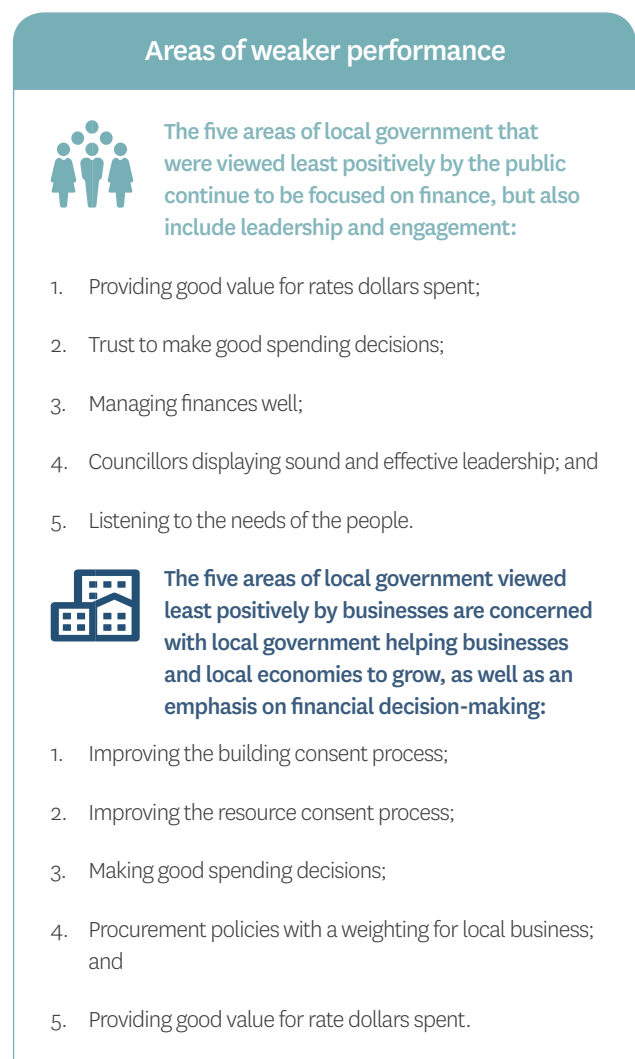 Areas of weaker performance
The five areas of local government that
were viewed least positively by the public
continue to be focused on finance, but also
include leadership and engagement:
1. Providing good value for rates dollars spent;
2. Trust to make good spending decisions;
3. Managing finances well;
4. Councillors displaying sound and effective leadership; and
5. Listening to the needs of the people.
The five areas of local government viewed
least positively by businesses are concerned
with local government helping businesses
and local economies to grow, as well as an
emphasis on financial decision-making:
1. Improving the building consent process;
2. Improving the resource consent process;
3. Making good spending decisions;
4. Procurement policies with a weighting for local business;
and
5. Providing good value for rate dollars spent.